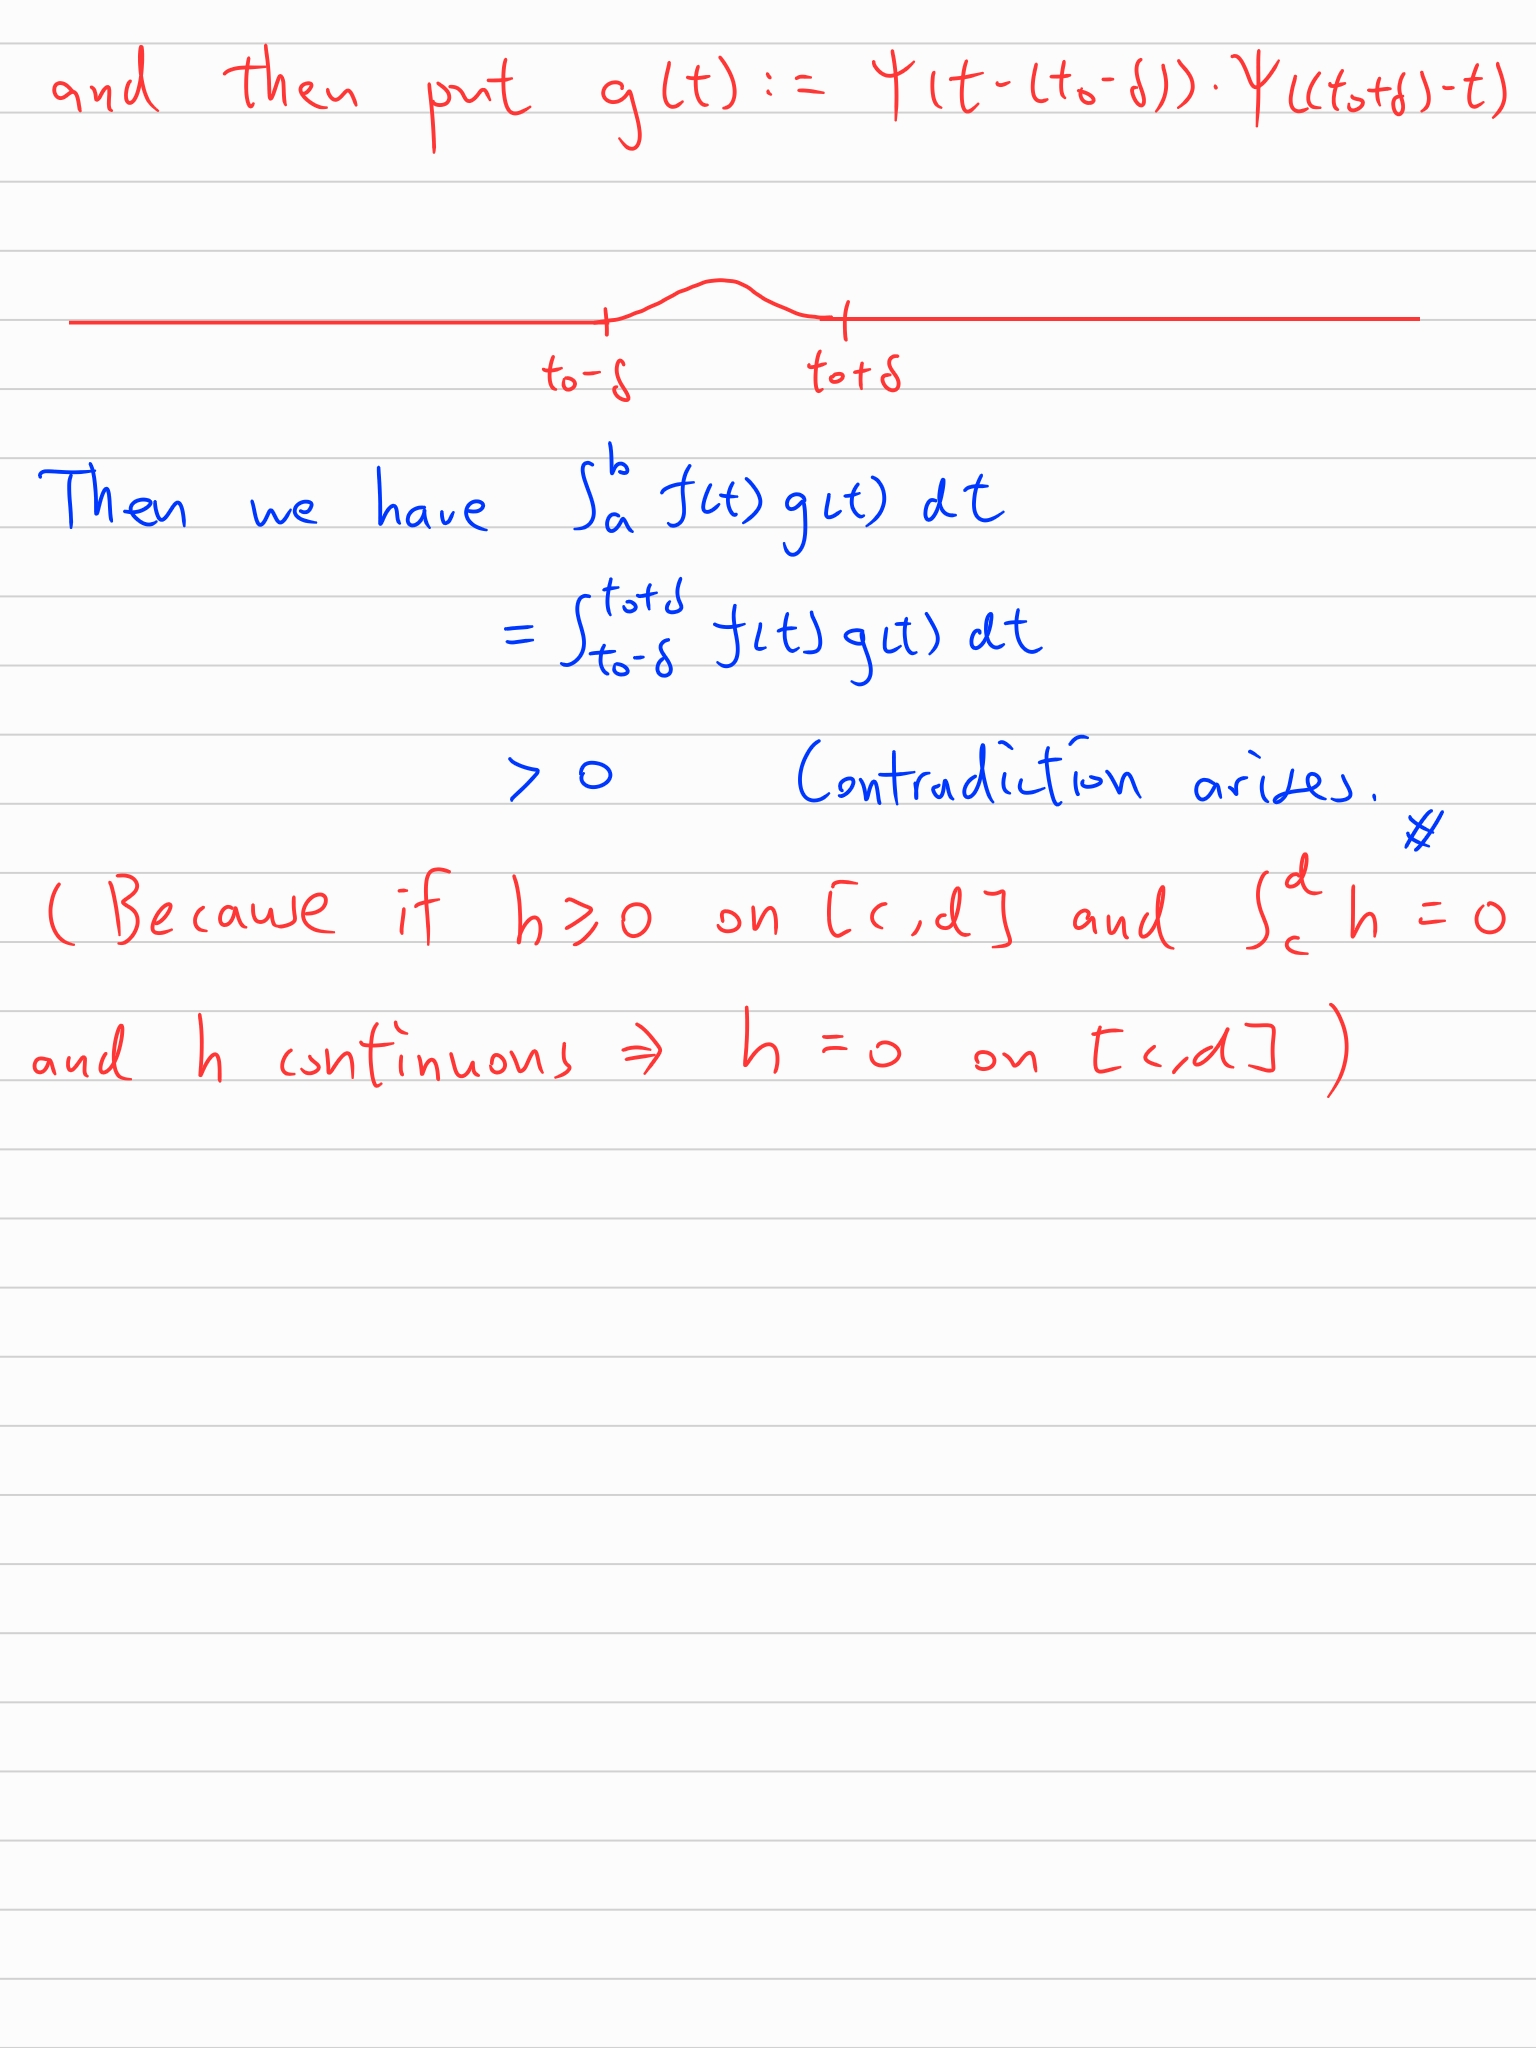 and then put g(t) := Ψ(t-(t₀-δ))·Ψ((t₀+δ)-t)
t₀-δ t₀+δ
Then we have ∫ₐᵇ f(t) g(t) dt
= ∫_{t₀-δ}^{t₀+δ} f(t) g(t) dt
> 0 Contradiction arises. #
(Because if h ⩾ 0 on [c,d] and ∫_c^d h = 0
and h continuous ⇒ h = 0 on [c,d])